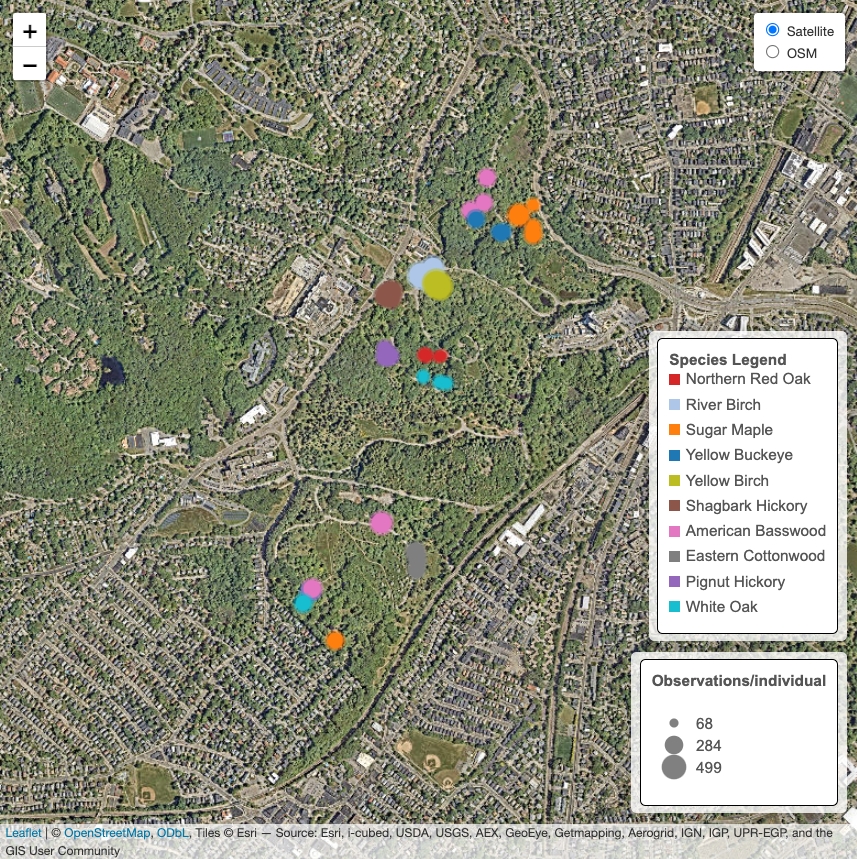 +
−
Satellite
OSM
Species Legend
Northern Red Oak
River Birch
Sugar Maple
Yellow Buckeye
Yellow Birch
Shagbark Hickory
American Basswood
Eastern Cottonwood
Pignut Hickory
White Oak
Observations/individual
68
284
499
Leaflet | © OpenStreetMap, ODbL, Tiles © Esri — Source: Esri, i-cubed, USDA, USGS, AEX, GeoEye, Getmapping, Aerogrid, IGN, IGP, UPR-EGP, and the
GIS User Community